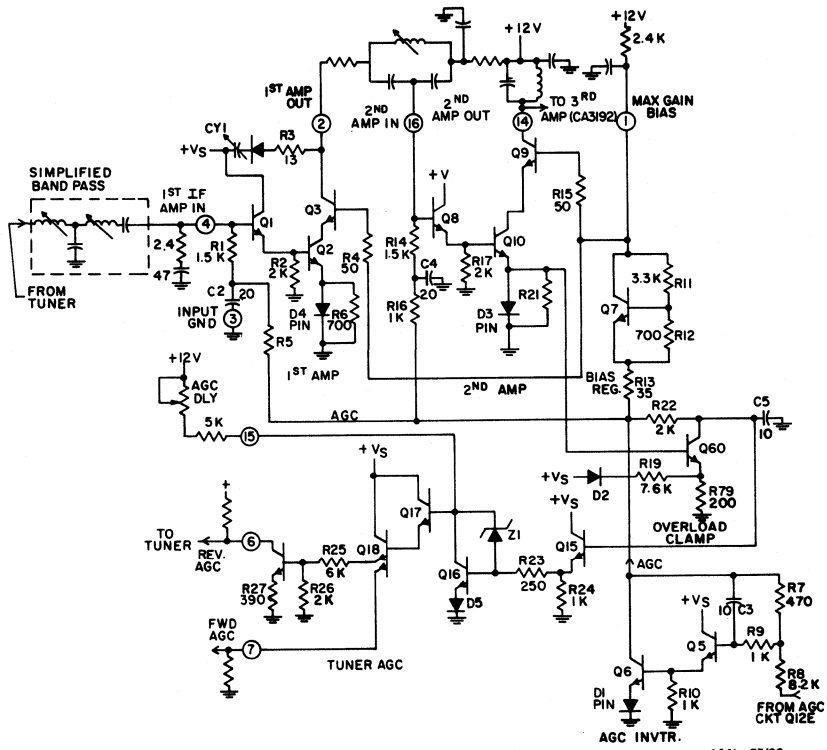 +12V
2.4K
+12V
1ST AMP
OUT
2ND
AMP IN
2ND
AMP OUT
TO 3RD
AMP (CA3192)
MAX GAIN
BIAS
2
16
14
1
CY1
+VS
R3
13
Q9
SIMPLIFIED
BAND PASS
1ST IF
AMP IN
4
Q1
Q3
+V
Q8
Q10
R15
50
2.4
47
R1
1.5K
R2
2K
Q2
R4
50
R14
1.5K
C4
20
R17
2K
R16
1K
D3
PIN
R21
3.3K
R11
Q7
700
R12
FROM
TUNER
C2
20
INPUT
GND
3
R5
D4
PIN
R6
700
1ST AMP
2ND AMP
BIAS
REG.
R13
35
+12V
AGC
DLY
AGC
R22
2K
C5
10
5K
15
Q60
+VS
+VS
D2
R19
7.6K
R79
200
OVERLOAD
CLAMP
+
Q17
Z1
+VS
Q15
TO
TUNER
6
REV.
AGC
Q18
R25
6K
R27
390
R26
2K
Q16
D5
R23
250
R24
1K
AGC
FWD
AGC
7
TUNER AGC
+VS
10
C3
R7
470
Q5
R9
1K
Q6
R8
8.2K
D1
PIN
R10
1K
FROM AGC
CKT Q12E
AGC INVTR.